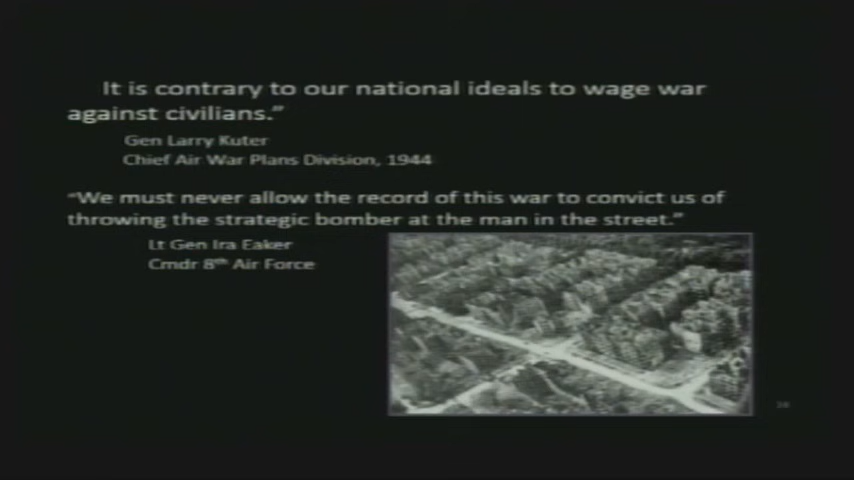 It is contrary to our national ideals to wage war
against civilians.”
Gen Larry Kuter
Chief Air War Plans Division, 1944
“We must never allow the record of this war to convict us of
throwing the strategic bomber at the man in the street.”
Lt Gen Ira Eaker
Cmdr 8th Air Force